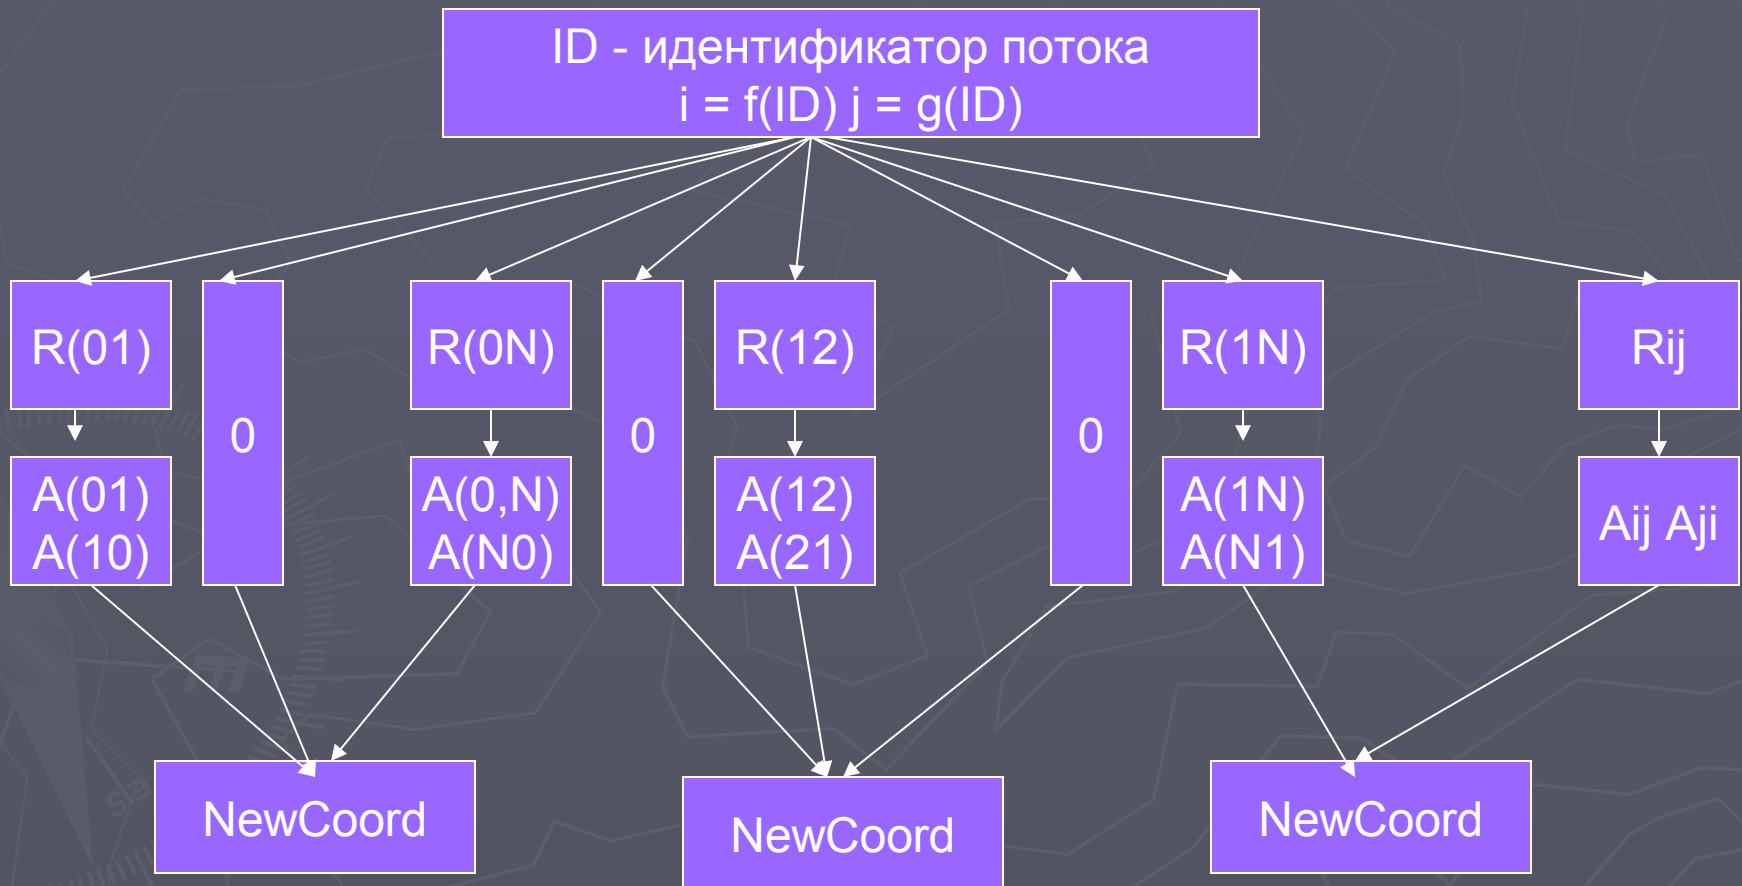 ID - идентификатор потока
i = f(ID) j = g(ID)
R(01)
R(0N)
R(12)
R(1N)
Rij
0
0
0
A(01)
A(10)
A(0,N)
A(N0)
A(12)
A(21)
A(1N)
A(N1)
Aij Aji
NewCoord
NewCoord
NewCoord